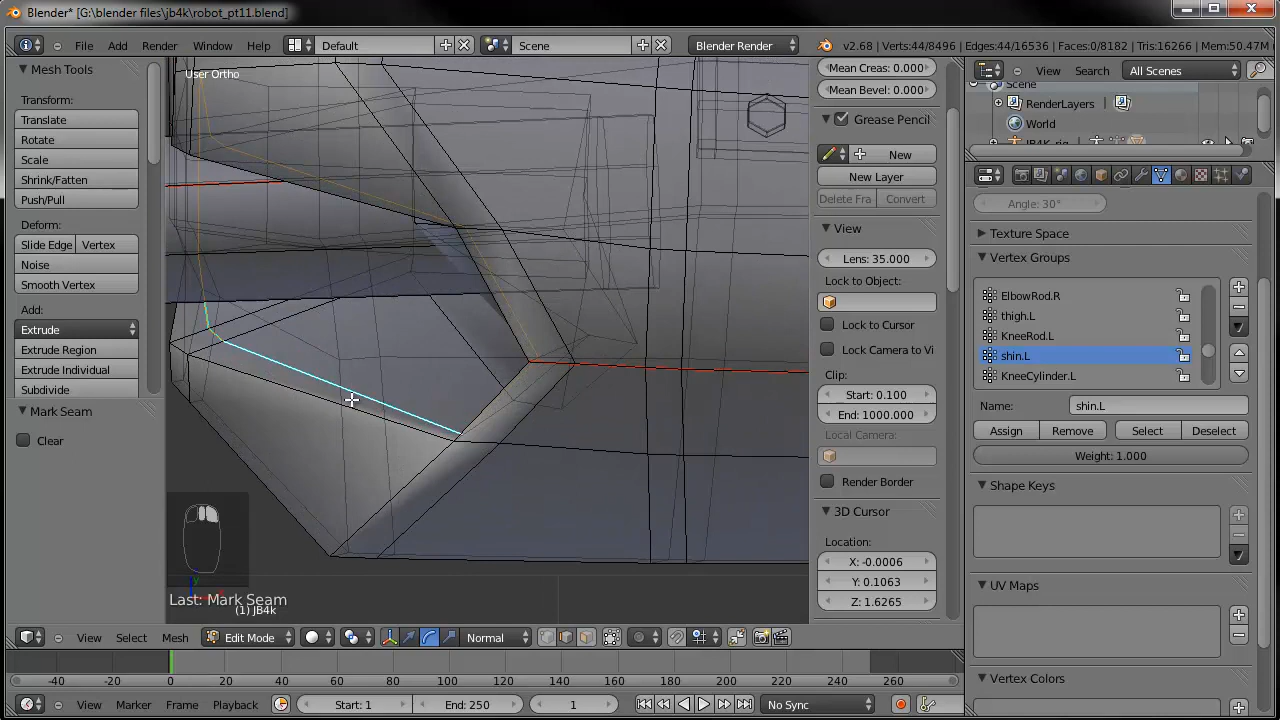 Blender* [G:\blender files\jb4k\robot_pt11.blend]
File Add Render Window Help
Default
Scene
Blender Render
v2.68 | Verts:44/8496 | Edges:44/16536 | Faces:0/8182 | Tris:16266 | Mem:50.47M
Mesh Tools
Transform:
Translate
Rotate
Scale
Shrink/Fatten
Push/Pull
Deform:
Slide Edge Vertex
Noise
Smooth Vertex
Add:
Extrude
Extrude Region
Extrude Individual
Subdivide
Mark Seam
Clear
User Ortho
Last: Mark Seam
(1) JB4k
y
Mean Creas: 0.000
Mean Bevel: 0.000
Grease Pencil
New
New Layer
Delete Fra Convert
View
Lens: 35.000
Lock to Object:
Lock to Cursor
Lock Camera to Vi
Clip:
Start: 0.100
End: 1000.000
Local Camera:
Render Border
3D Cursor
Location:
X: -0.0006
Y: 0.1063
Z: 1.6265
View Search All Scenes
Scene
RenderLayers
World
JB4K_rig
Angle: 30°
Texture Space
Vertex Groups
ElbowRod.R
thigh.L
KneeRod.L
shin.L
KneeCylinder.L
Name: shin.L
Assign Remove Select Deselect
Weight: 1.000
Shape Keys
UV Maps
Vertex Colors
View Select Mesh Edit Mode Normal
-40 -20 0 20 40 60 80 100 120 140 160 180 200 220 240 260
View Marker Frame Playback Start: 1 End: 250 1 No Sync